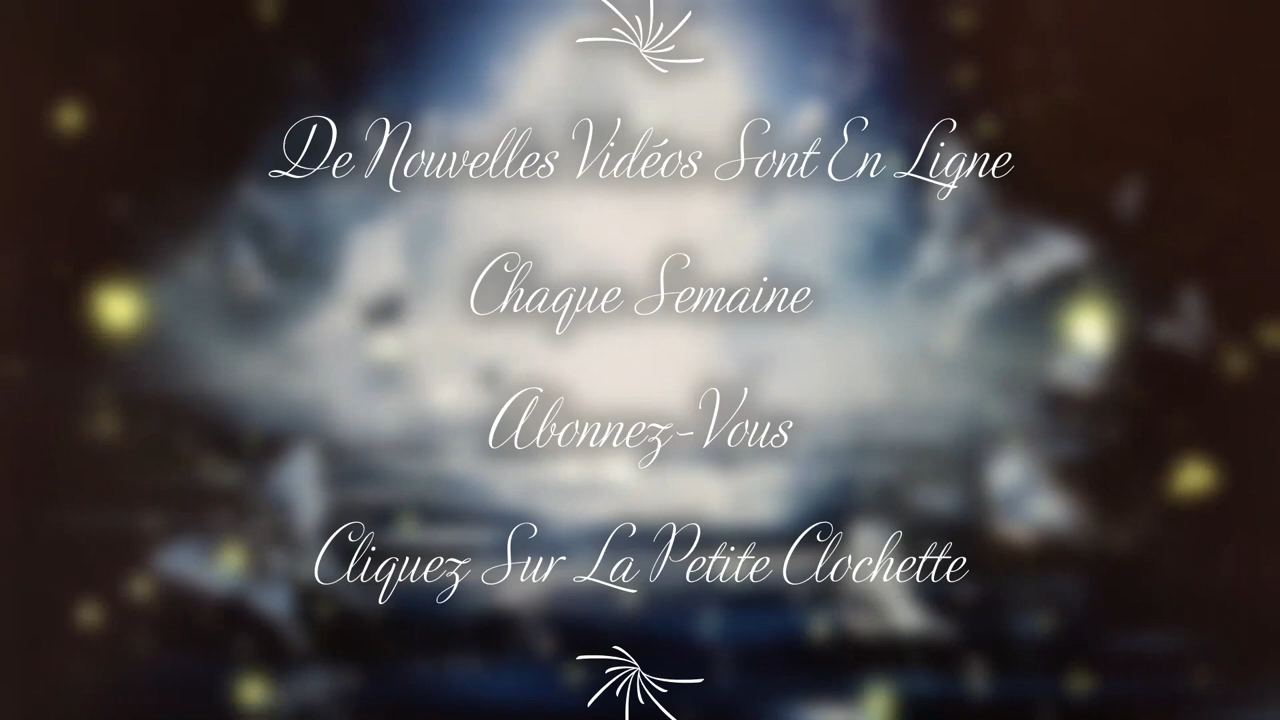 De Nouvelles Vidéos Sont En Ligne
Chaque Semaine
Abonnez-Vous
Cliquez Sur La Petite Clochette